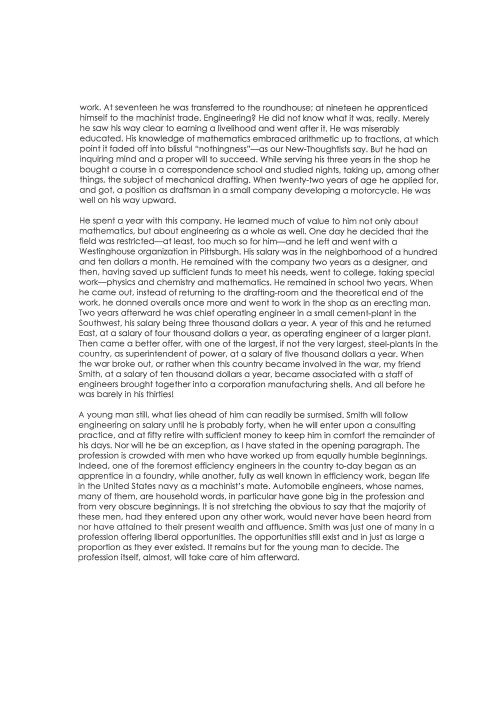 work. At seventeen he was transferred to the roundhouse; at nineteen he apprenticed
himself to the machinist trade. Engineering? He did not know what it was, really. Merely
he saw his way clear to earning a livelihood and went after it. He was miserably
educated. His knowledge of mathematics embraced arithmetic up to fractions, at which
point it faded off into blissful “nothingness”—as our New-Thoughtists say. But he had an
inquiring mind and a proper will to succeed. While serving his three years in the shop he
bought a course in a correspondence school and studied nights, taking up, among other
things, the subject of mechanical drafting. When twenty-two years of age he applied for,
and got, a position as draftsman in a small company developing a motorcycle. He was
well on his way upward.

He spent a year with this company. He learned much of value to him not only about
mathematics, but about engineering as a whole as well. One day he decided that the
field was restricted—at least, too much so for him—and he left and went with a
Westinghouse organization in Pittsburgh. His salary was in the neighborhood of a hundred
and ten dollars a month. He remained with the company two years as a designer, and
then, having saved up sufficient funds to meet his needs, went to college, taking special
work—physics and chemistry and mathematics. He remained in school two years. When
he came out, instead of returning to the drafting-room and the theoretical end of the
work, he donned overalls once more and went to work in the shop as an erecting man.
Two years afterward he was chief operating engineer in a small cement-plant in the
Southwest, his salary being three thousand dollars a year. A year of this and he returned
East, at a salary of four thousand dollars a year, as operating engineer of a larger plant.
Then came a better offer, with one of the largest, if not the very largest, steel-plants in the
country, as superintendent of power, at a salary of five thousand dollars a year. When
the war broke out, or rather when this country became involved in the war, my friend
Smith, at a salary of ten thousand dollars a year, became associated with a staff of
engineers brought together into a corporation manufacturing shells. And all before he
was barely in his thirties!

A young man still, what lies ahead of him can readily be surmised. Smith will follow
engineering on salary until he is probably forty, when he will enter upon a consulting
practice, and at fifty retire with sufficient money to keep him in comfort the remainder of
his days. Nor will he be an exception, as I have stated in the opening paragraph. The
profession is crowded with men who have worked up from equally humble beginnings.
Indeed, one of the foremost efficiency engineers in the country to-day began as an
apprentice in a foundry, while another, fully as well known in efficiency work, began life
in the United States navy as a machinist's mate. Automobile engineers, whose names,
many of them, are household words, in particular have gone big in the profession and
from very obscure beginnings. It is not stretching the obvious to say that the majority of
these men, had they entered upon any other work, would never have been heard from
nor have attained to their present wealth and affluence. Smith was just one of many in a
profession offering liberal opportunities. The opportunities still exist and in just as large a
proportion as they ever existed. It remains but for the young man to decide. The
profession itself, almost, will take care of him afterward.